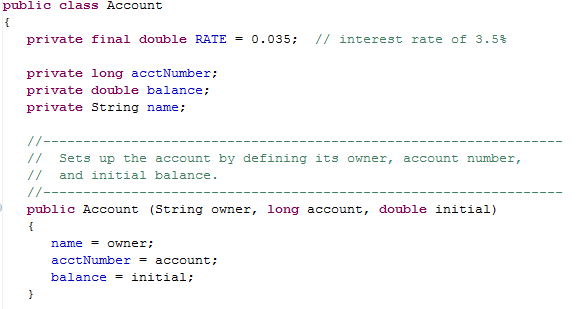 public class Account
{
private final double RATE = 0.035;  // interest rate of 3.5%
private long acctNumber;
private double balance;
private String name;
//-----------------------------------------------------------------
//  Sets up the account by defining its owner, account number,
//  and initial balance.
//-----------------------------------------------------------------
public Account (String owner, long account, double initial)
{
name = owner;
acctNumber = account;
balance = initial;
}